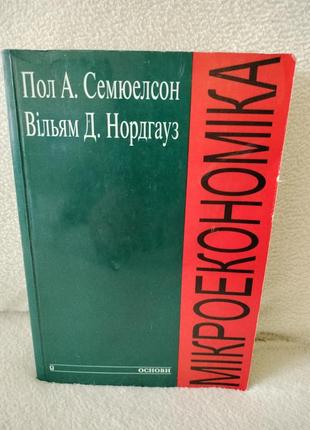 Пол А. Семюелсон
Вільям Д. Нордгауз
МІКРОЕКОНОМІКА
ОСНОВИ